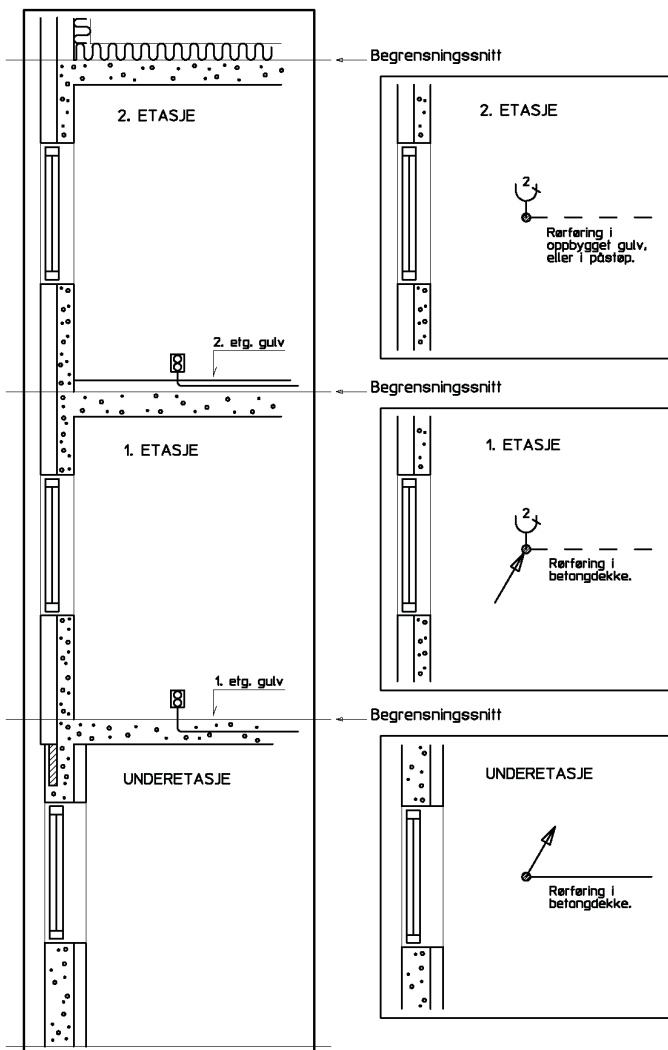 Begrensningssnitt
2. ETASJE
2. etg. gulv
1. ETASJE
1. etg. gulv
UNDERETASJE
2. ETASJE
2
Rørføring i
oppbygget gulv,
eller i påstøp.
Begrensningssnitt
1. ETASJE
2
Rørføring i
betongdekke.
Begrensningssnitt
UNDERETASJE
Rørføring i
betongdekke.